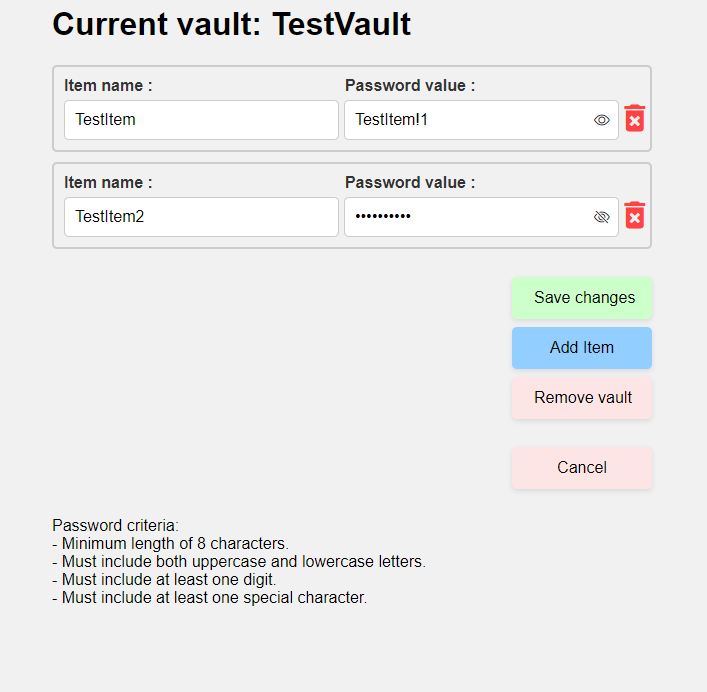 Current vault: TestVault
Item name : Password value :
TestItem TestItem!1
Item name : Password value :
TestItem2 ••••••••••
Save changes
Add Item
Remove vault
Cancel
Password criteria:
- Minimum length of 8 characters.
- Must include both uppercase and lowercase letters.
- Must include at least one digit.
- Must include at least one special character.